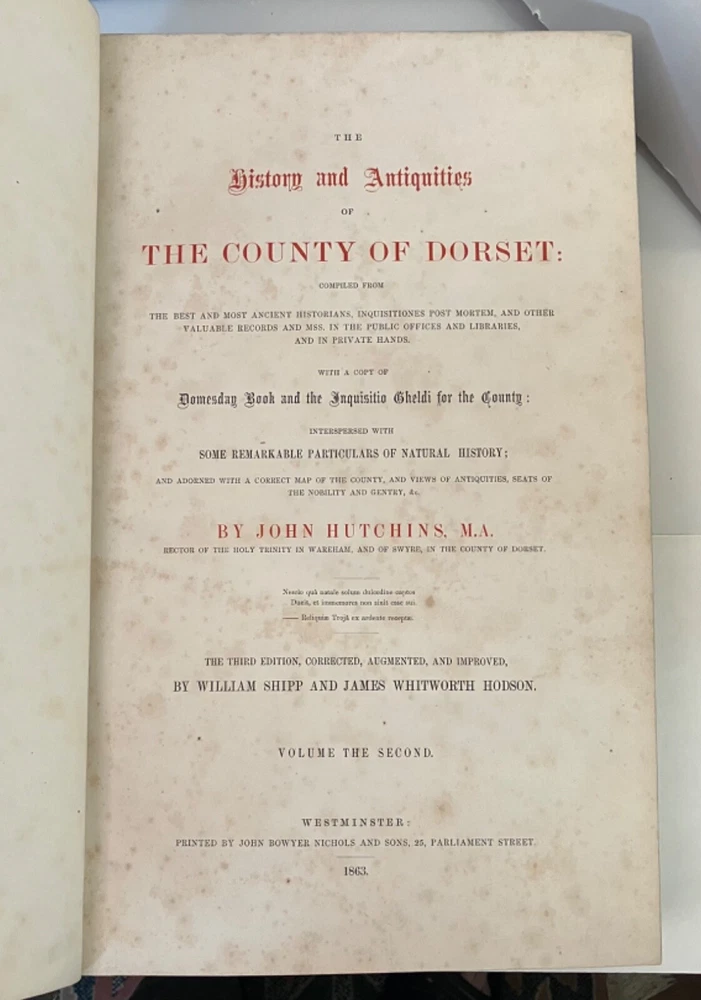 THE
History and Antiquities
OF
THE COUNTY OF DORSET:
COMPILED FROM
THE BEST AND MOST ANCIENT HISTORIANS, INQUISITIONES POST MORTEM, AND OTHER
VALUABLE RECORDS AND MSS. IN THE PUBLIC OFFICES AND LIBRARIES,
AND IN PRIVATE HANDS.
WITH A COPY OF
Domesday Book and the Inquisitio Gheldi for the County:
INTERSPERSED WITH
SOME REMARKABLE PARTICULARS OF NATURAL HISTORY;
AND ADORNED WITH A CORRECT MAP OF THE COUNTY, AND VIEWS OF ANTIQUITIES, SEATS OF
THE NOBILITY AND GENTRY, &c.
BY JOHN HUTCHINS, M.A.
RECTOR OF THE HOLY TRINITY IN WAREHAM, AND OF SWYRE, IN THE COUNTY OF DORSET.
Nescio quâ natale solum dulcedine captos
Ducit, et immemores non sinit esse sui.
—— Reliquiæ Trojâ ex ardente receptæ.
THE THIRD EDITION, CORRECTED, AUGMENTED, AND IMPROVED,
BY WILLIAM SHIPP AND JAMES WHITWORTH HODSON.
VOLUME THE SECOND.
WESTMINSTER:
PRINTED BY JOHN BOWYER NICHOLS AND SONS, 25, PARLIAMENT STREET.
1863.